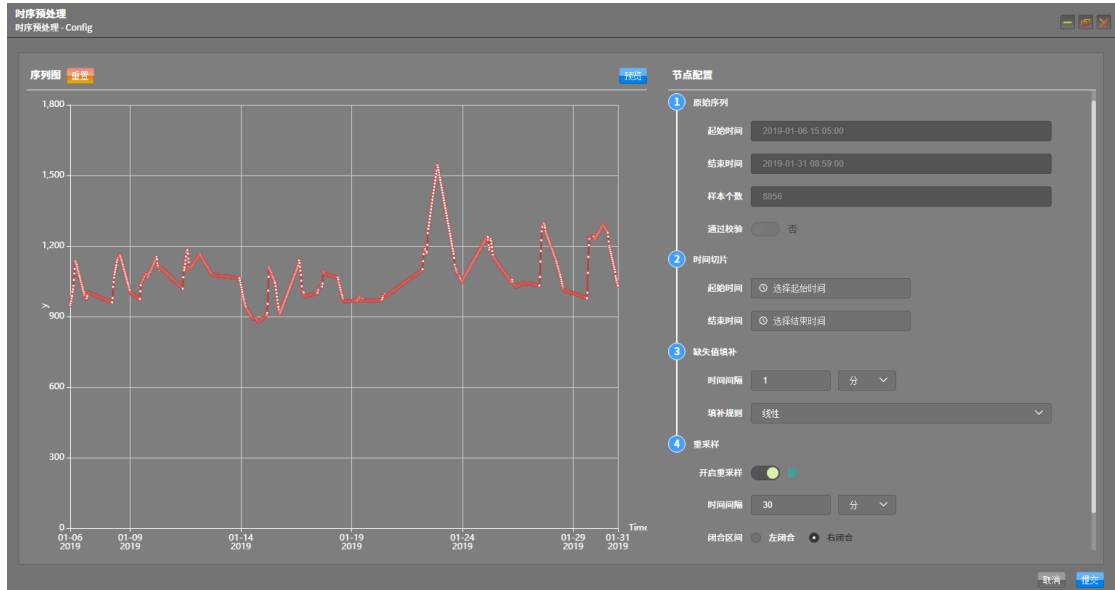 时序预处理
时序预处理 - Config
序列图 重置 预览
1,800
1,500
1,200
y
900
600
300
0
Time
01-06 01-09 01-14 01-19 01-24 01-29 01-31
2019 2019 2019 2019 2019 2019 2019
节点配置
1 原始序列
起始时间 2019-01-06 15:05:00
结束时间 2019-01-31 08:59:00
样本个数 8856
通过校验 否
2 时间切片
起始时间 选择起始时间
结束时间 选择结束时间
3 缺失值填补
时间间隔 1 分
填补规则 线性
4 重采样
开启重采样 是
时间间隔 30 分
闭合区间 左闭合 右闭合
取消 提交